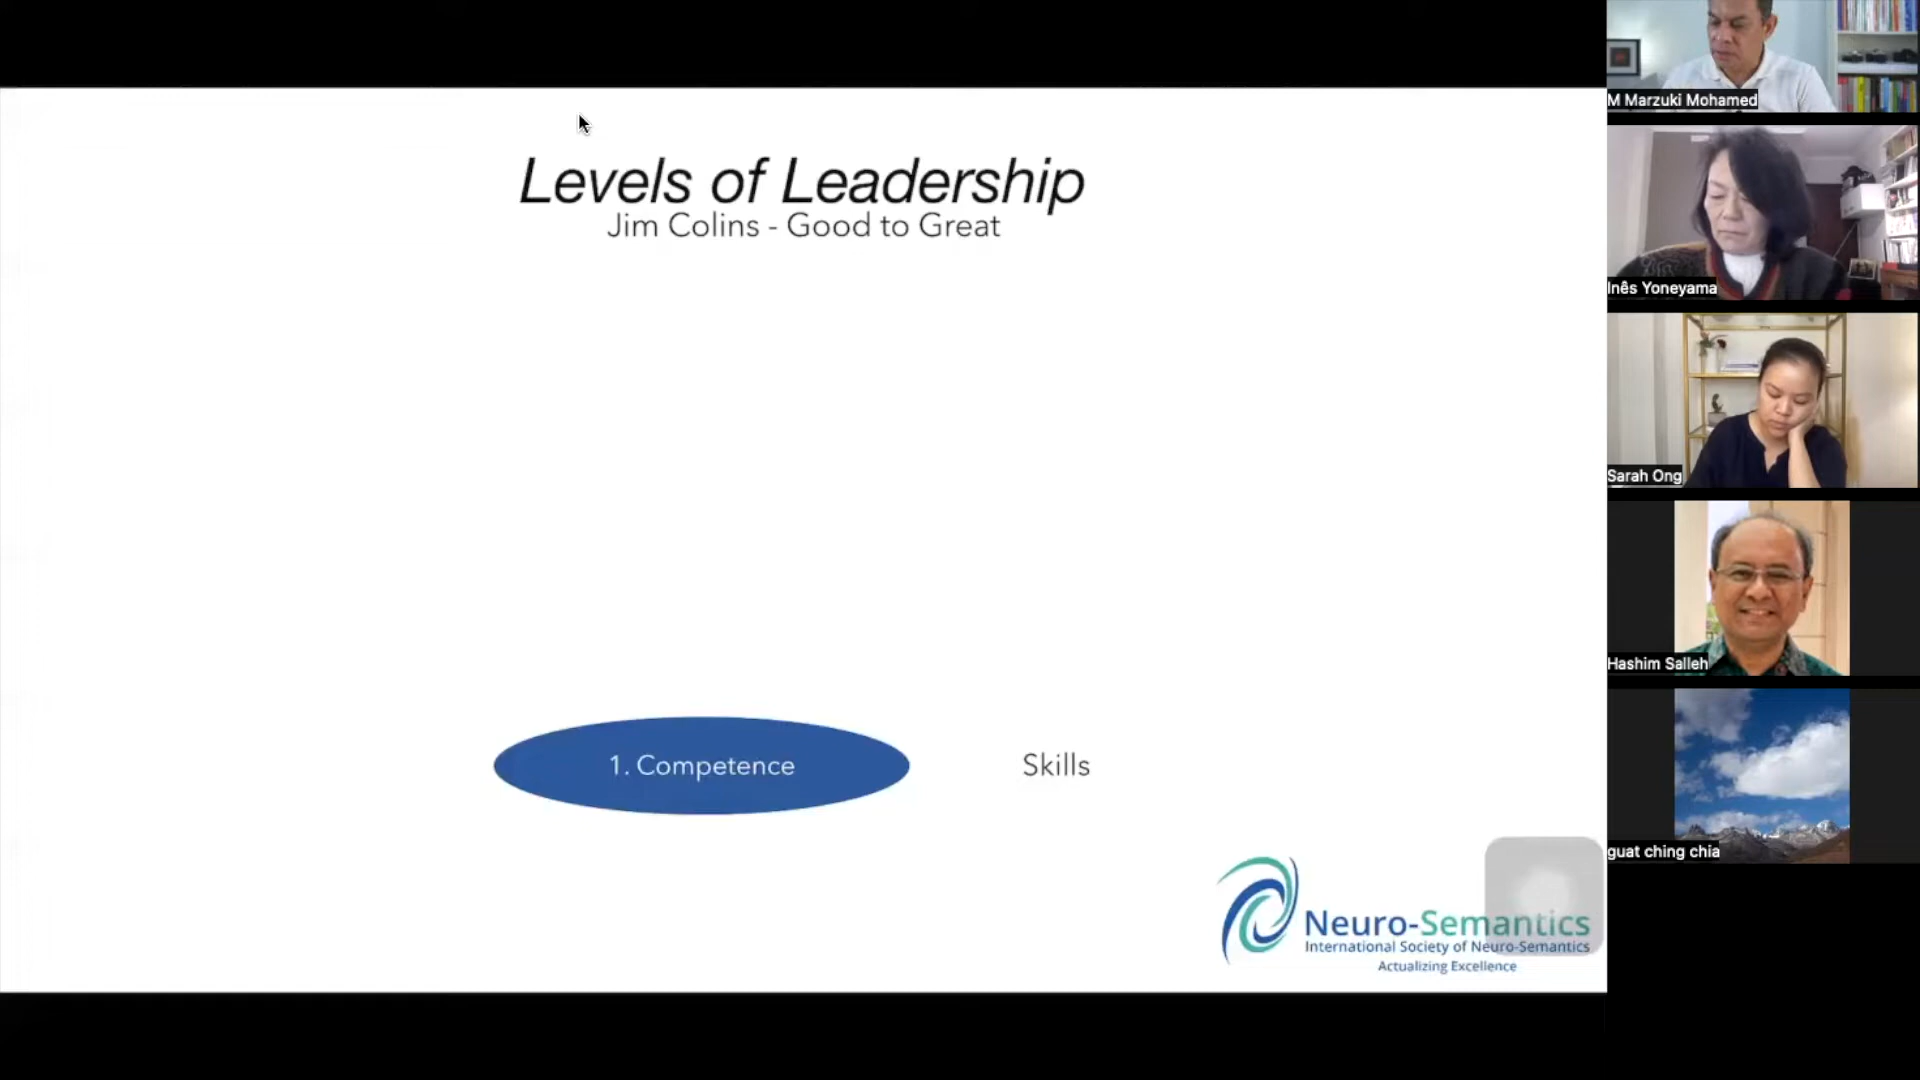 Levels of Leadership
Jim Colins - Good to Great
1. Competence
Skills
Neuro-Semantics
International Society of Neuro-Semantics
Actualizing Excellence
M Marzuki Mohamed
Inês Yoneyama
Sarah Ong
Hashim Salleh
guat ching chia